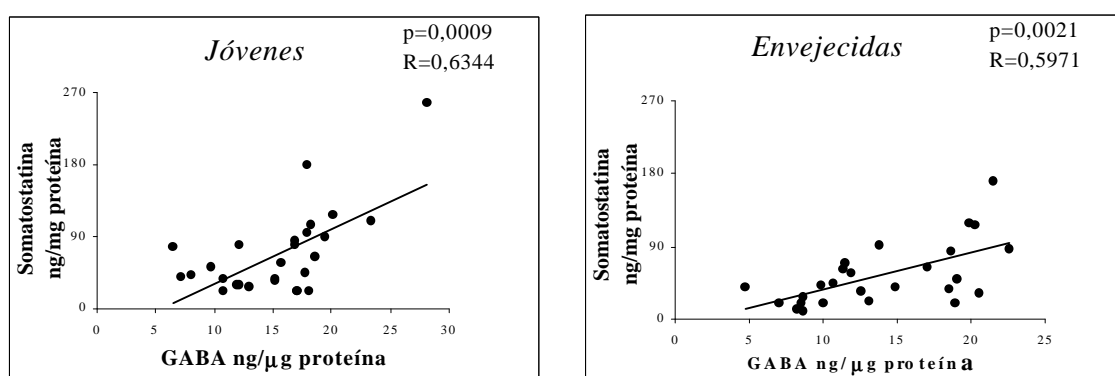 Jóvenes
p=0,0009
R=0,6344
Somatostatina
ng/mg proteína
270
180
90
0
0 5 10 15 20 25 30
GABA ng/µg proteína
Envejecidas
p=0,0021
R=0,5971
Somatostatina
ng/mg proteína
270
180
90
0
0 5 10 15 20 25
GABA ng/µg proteína